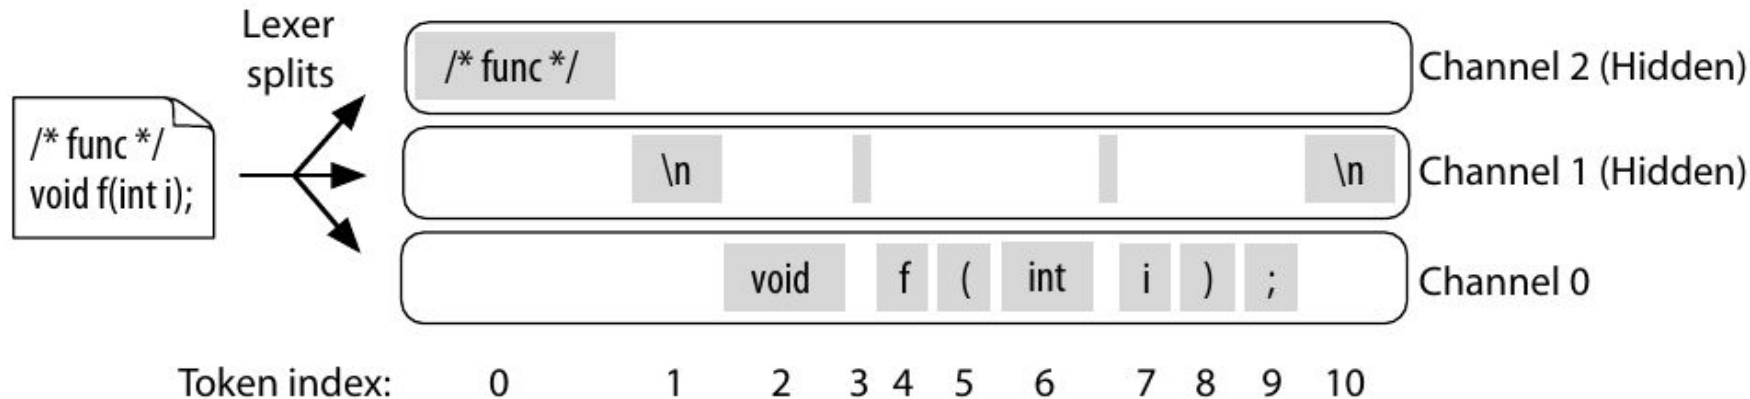 Lexer
splits
/* func */
void f(int i);
/* func */
Channel 2 (Hidden)
\n \n
Channel 1 (Hidden)
void f ( int i ) ;
Channel 0
Token index: 0 1 2 3 4 5 6 7 8 9 10